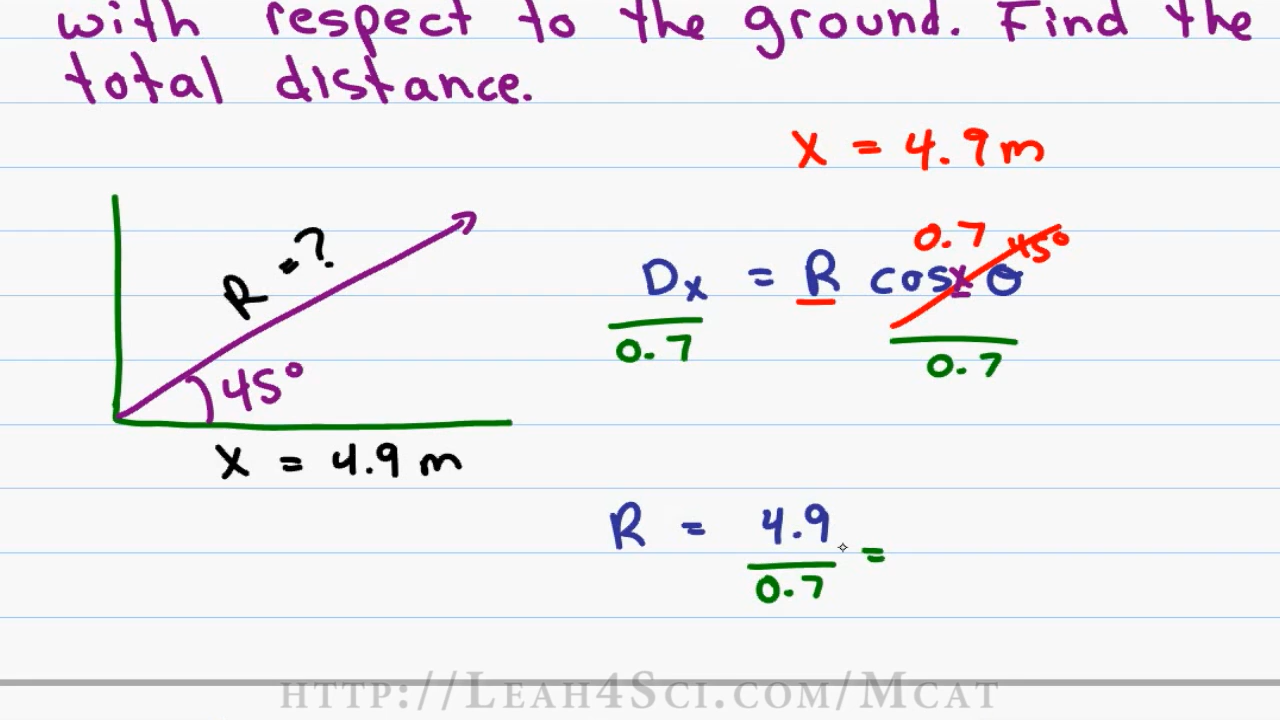 with respect to the ground. Find the
total distance.
x = 4.9m
0.7 45°
R = ?
Dx = R cosx θ
0.7 0.7
45°
x = 4.9 m
R = 4.9 =
0.7
HTTP://LEAH4SCI.COM/MCAT